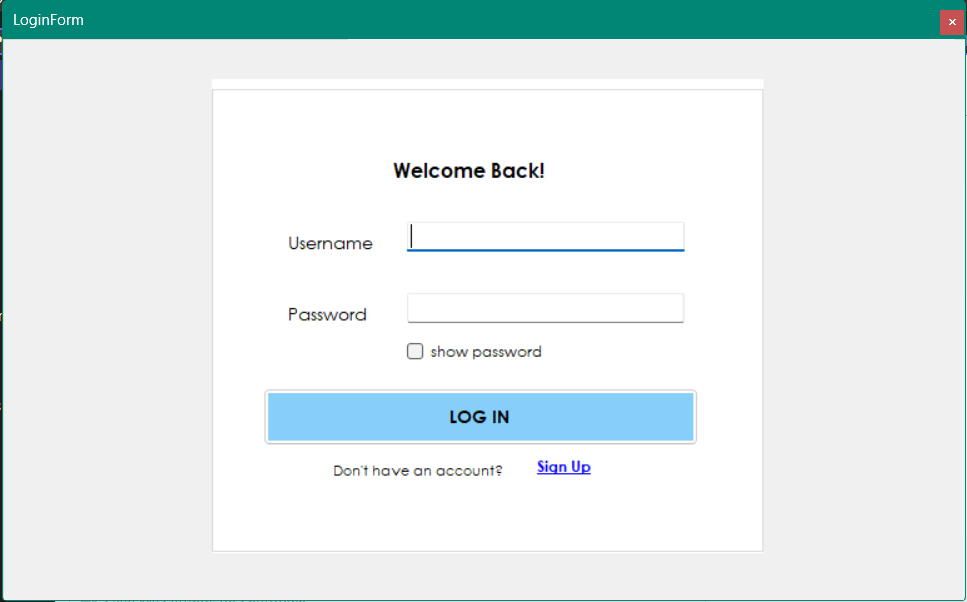 LoginForm
Welcome Back!
Username
Password
show password
LOG IN
Don't have an account? Sign Up